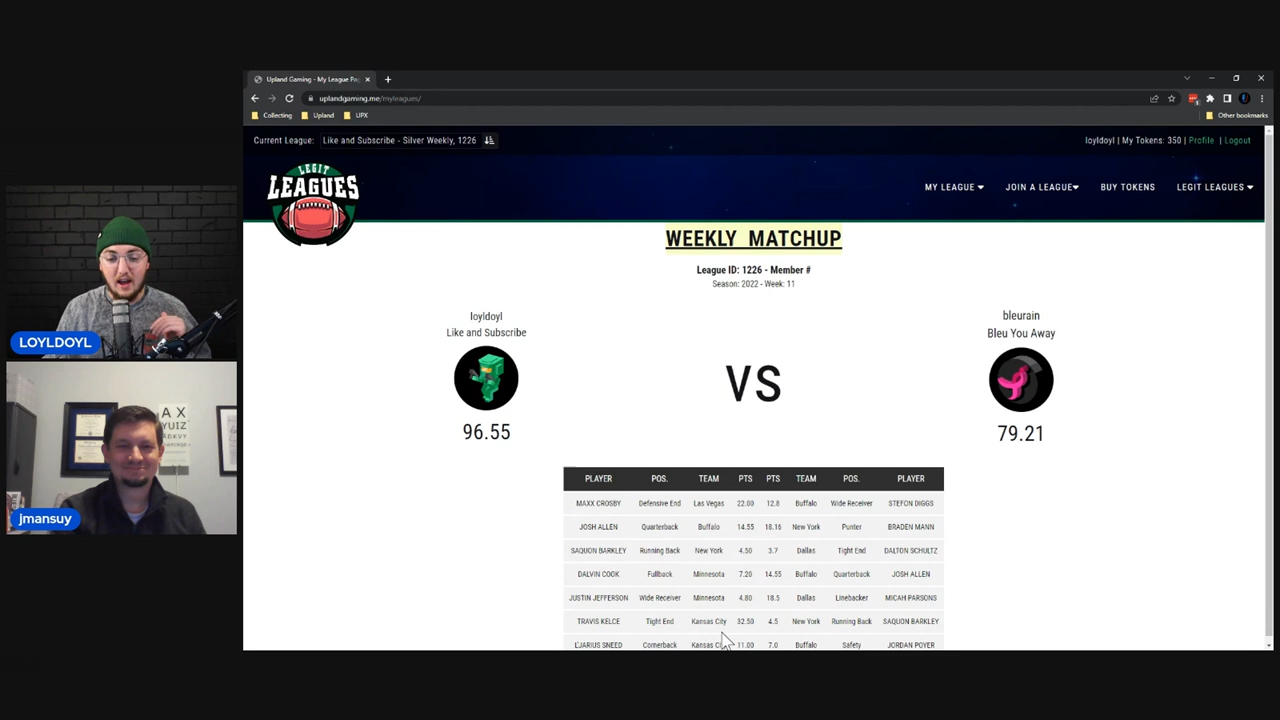 Upland Gaming - My League Pa
uplandgaming.me/myleagues/
Collecting
Upland
UPX
Other bookmarks
Current League:
Like and Subscribe - Silver Weekly, 1226
loyldoyl | My Tokens: 350 | Profile | Logout
LEGIT
LEAGUES
MY LEAGUE
JOIN A LEAGUE
BUY TOKENS
LEGIT LEAGUES
WEEKLY MATCHUP
League ID: 1226 - Member #
Season: 2022 - Week: 11
loyldoyl
Like and Subscribe
96.55
VS
bleurain
Bleu You Away
79.21
PLAYER POS. TEAM PTS PTS TEAM POS. PLAYER
MAXX CROSBY Defensive End Las Vegas 22.00 12.8 Buffalo Wide Receiver STEFON DIGGS
JOSH ALLEN Quarterback Buffalo 14.55 18.16 New York Punter BRADEN MANN
SAQUON BARKLEY Running Back New York 4.50 3.7 Dallas Tight End DALTON SCHULTZ
DALVIN COOK Fullback Minnesota 7.20 14.55 Buffalo Quarterback JOSH ALLEN
JUSTIN JEFFERSON Wide Receiver Minnesota 4.80 18.5 Dallas Linebacker MICAH PARSONS
TRAVIS KELCE Tight End Kansas City 32.50 4.5 New York Running Back SAQUON BARKLEY
L'JARIUS SNEED Cornerback Kansas 11.00 7.0 Buffalo Safety JORDAN POYER
LOYLDOYL
A X
YUIZ
jmansuy